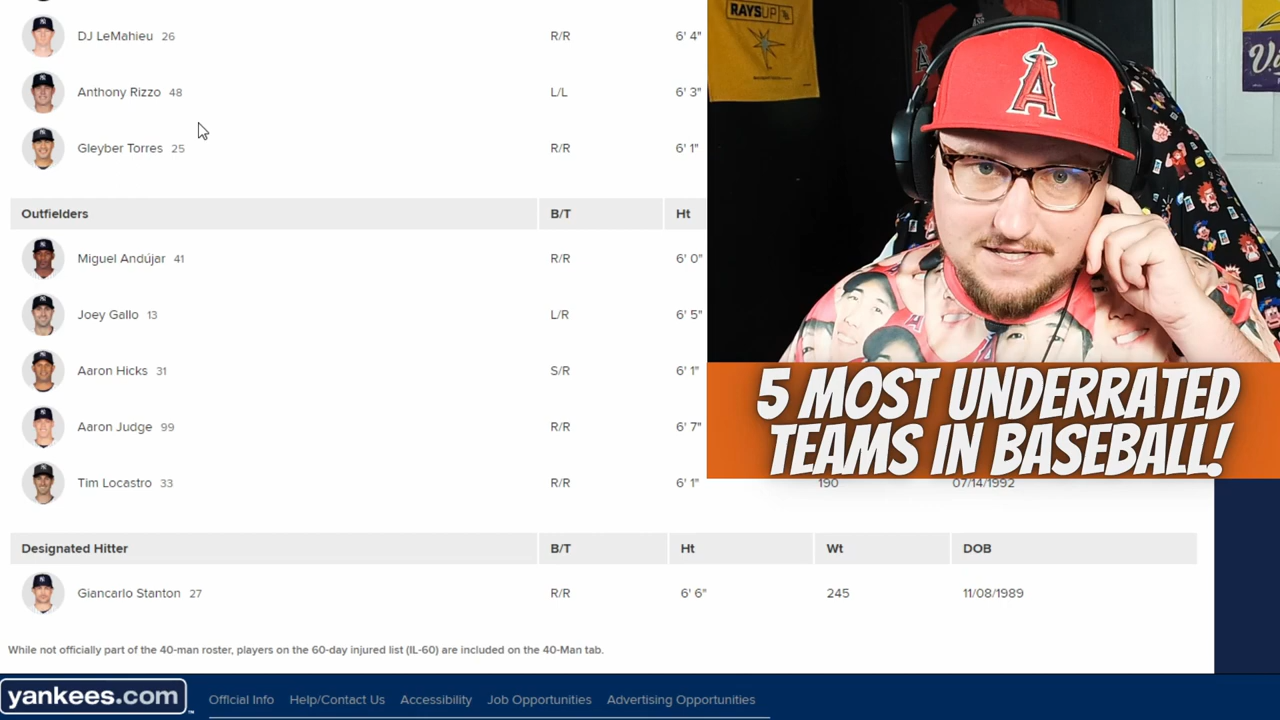 DJ LeMahieu 26 R/R 6' 4"
Anthony Rizzo 48 L/L 6' 3"
Gleyber Torres 25 R/R 6' 1"
Outfielders B/T Ht
Miguel Andújar 41 R/R 6' 0"
Joey Gallo 13 L/R 6' 5"
Aaron Hicks 31 S/R 6' 1"
Aaron Judge 99 R/R 6' 7"
Tim Locastro 33 R/R 6' 1" 190 07/14/1992
Designated Hitter B/T Ht Wt DOB
Giancarlo Stanton 27 R/R 6' 6" 245 11/08/1989
While not officially part of the 40-man roster, players on the 60-day injured list (IL-60) are included on the 40-Man tab.
yankees.com™ Official Info Help/Contact Us Accessibility Job Opportunities Advertising Opportunities
RAYS UP
A
5 MOST UNDERRATED
TEAMS IN BASEBALL!